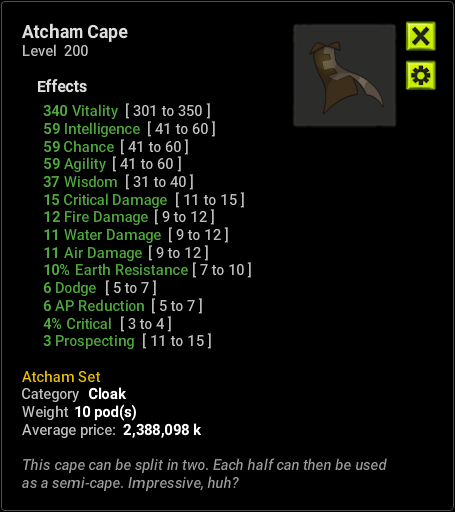 Atcham Cape
Level 200
Effects
340 Vitality [ 301 to 350 ]
59 Intelligence [ 41 to 60 ]
59 Chance [ 41 to 60 ]
59 Agility [ 41 to 60 ]
37 Wisdom [ 31 to 40 ]
15 Critical Damage [ 11 to 15 ]
12 Fire Damage [ 9 to 12 ]
11 Water Damage [ 9 to 12 ]
11 Air Damage [ 9 to 12 ]
10% Earth Resistance [ 7 to 10 ]
6 Dodge [ 5 to 7 ]
6 AP Reduction [ 5 to 7 ]
4% Critical [ 3 to 4 ]
3 Prospecting [ 11 to 15 ]
Atcham Set
Category Cloak
Weight 10 pod(s)
Average price: 2,388,098 k
This cape can be split in two. Each half can then be used
as a semi-cape. Impressive, huh?